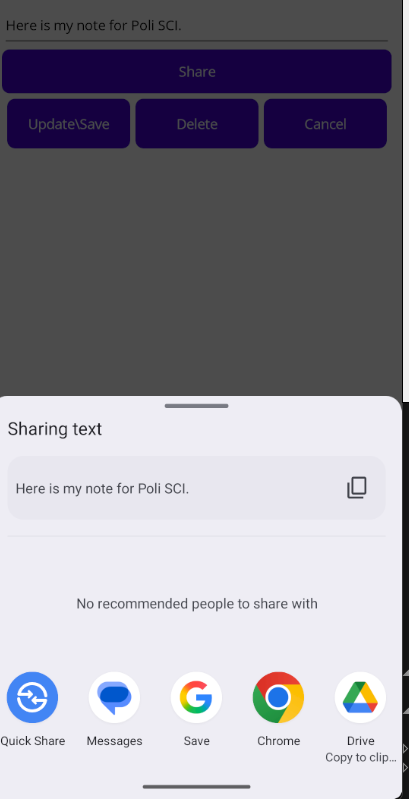 Here is my note for Poli SCI.
Share
Update\Save
Delete
Cancel
Sharing text
Here is my note for Poli SCI.
No recommended people to share with
Quick Share
Messages
Save
Chrome
Drive
Copy to clip...